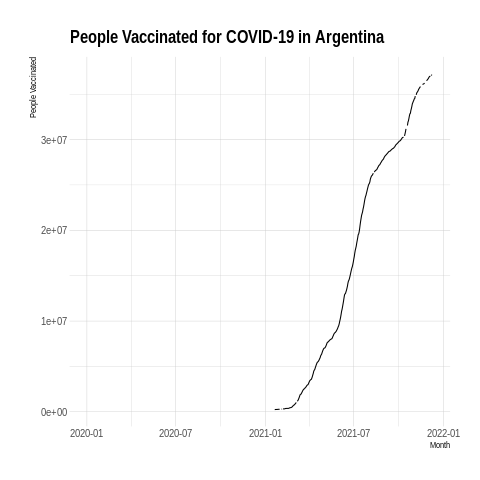 People Vaccinated for COVID-19 in Argentina
People Vaccinated
3e+07
2e+07
1e+07
0e+00
2020-01 2020-07 2021-01 2021-07 2022-01
Month